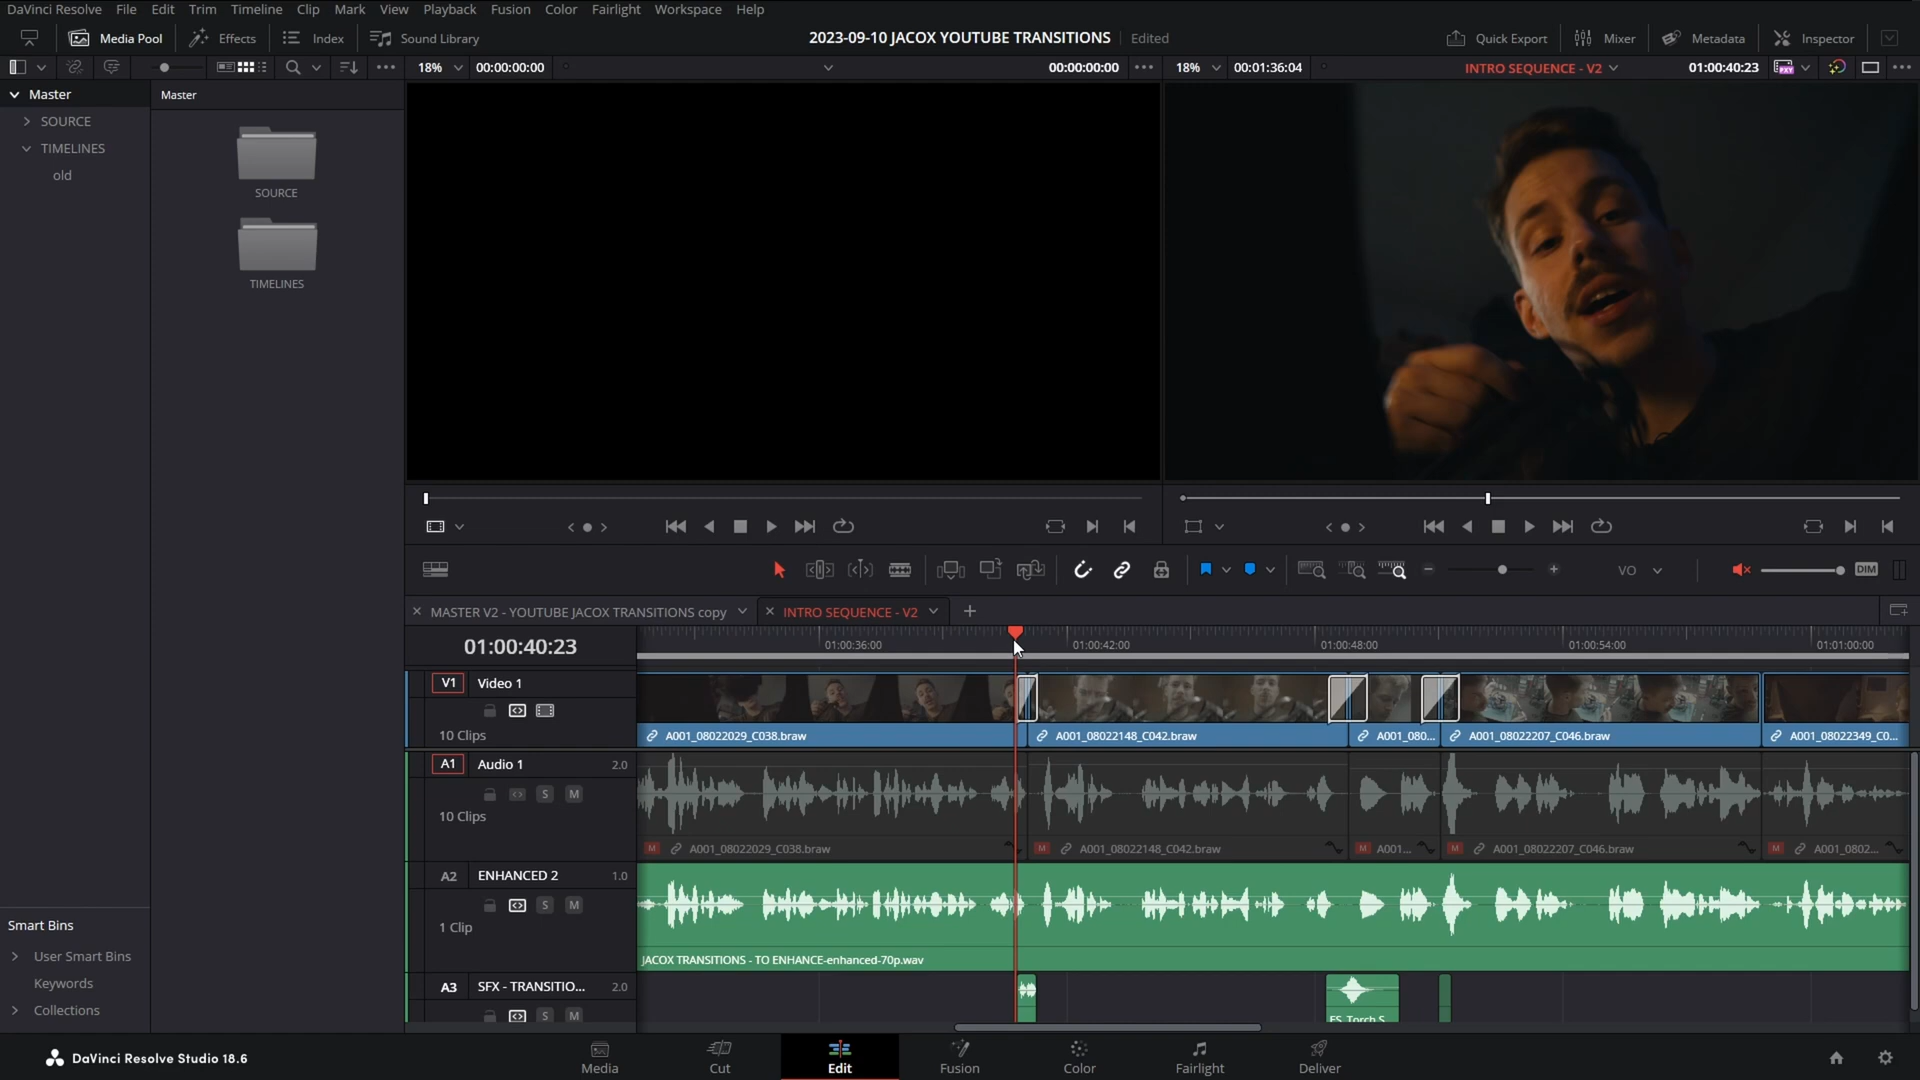 DaVinci Resolve File Edit Trim Timeline Clip Mark View Playback Fusion Color Fairlight Workspace Help
Media Pool Effects Index Sound Library 2023-09-10 JACOX YOUTUBE TRANSITIONS Edited Quick Export Mixer Metadata Inspector
18% 00:00:00:00 00:00:00:00 18% 00:01:36:04 INTRO SEQUENCE - V2 01:00:40:23 PXY
Master
SOURCE
TIMELINES
old
Master
SOURCE
TIMELINES
VO DIM
MASTER V2 - YOUTUBE JACOX TRANSITIONS copy INTRO SEQUENCE - V2
01:00:40:23 01:00:36:00 01:00:42:00 01:00:48:00 01:00:54:00 01:01:00:00
V1 Video 1
10 Clips A001_08022029_C038.braw A001_08022148_C042.braw A001_080... A001_08022207_C046.braw A001_08022349_C0...
A1 Audio 1 2.0
S M
10 Clips
M A001_08022029_C038.braw M A001_08022148_C042.braw M A001... M A001_08022207_C046.braw M A001_0802...
A2 ENHANCED 2 1.0
S M
1 Clip
JACOX TRANSITIONS - TO ENHANCE-enhanced-70p.wav
A3 SFX - TRANSITIO... 2.0
S M
ES_Torch S...
Smart Bins
User Smart Bins
Keywords
Collections
DaVinci Resolve Studio 18.6
Media Cut Edit Fusion Color Fairlight Deliver